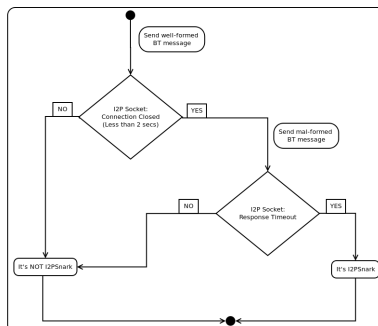 Send well-formed
BT message
I2P Socket:
Connection Closed
(Less than 2 secs)
NO
YES
Send mal-formed
BT message
I2P Socket:
Response Timeout
NO
YES
It's NOT I2PSnark
It's I2PSnark